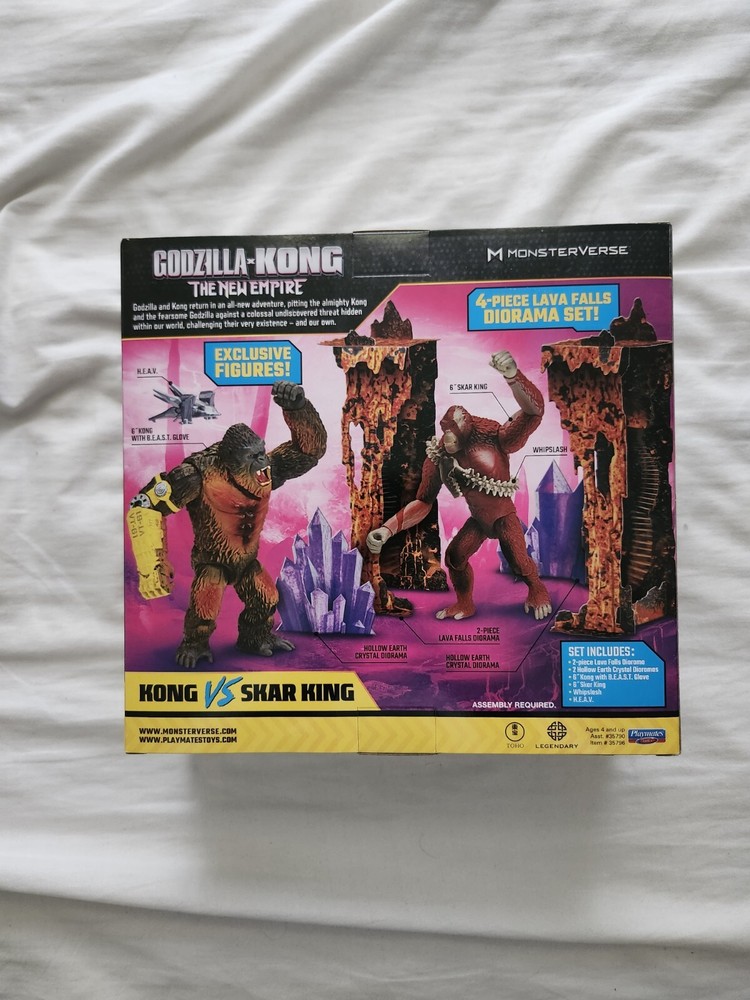 GODZILLA × KONG
THE NEW EMPIRE
Godzilla and Kong return in an all-new adventure, pitting the almighty Kong
and the fearsome Godzilla against a colossal undiscovered threat hidden
within our world, challenging their very existence – and our own.
MONSTERVERSE
4-PIECE LAVA FALLS
DIORAMA SET!
EXCLUSIVE
FIGURES!
H.E.A.V.
6" KONG
WITH B.E.A.S.T. GLOVE
6" SKAR KING
WHIPSLASH
2-PIECE
LAVA FALLS DIORAMA
HOLLOW EARTH
CRYSTAL DIORAMA
HOLLOW EARTH
CRYSTAL DIORAMA
SET INCLUDES:
• 2-piece Lava Falls Diorama
• 2 Hollow Earth Crystal Dioramas
• 6" Kong with B.E.A.S.T. Glove
• 6" Skar King
• Whipslash
• H.E.A.V.
KONG VS SKAR KING
ASSEMBLY REQUIRED.
WWW.MONSTERVERSE.COM
WWW.PLAYMATESTOYS.COM
TOHO
LEGENDARY
Ages 4 and up
Asst. #35790
Item # 35796
Playmates